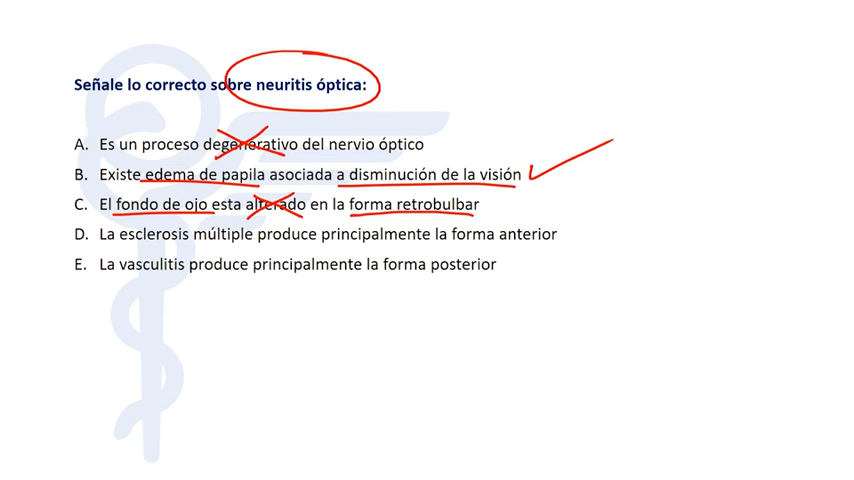 Señale lo correcto sobre neuritis óptica:
A. Es un proceso degenerativo del nervio óptico
B. Existe edema de papila asociada a disminución de la visión
C. El fondo de ojo esta alterado en la forma retrobulbar
D. La esclerosis múltiple produce principalmente la forma anterior
E. La vasculitis produce principalmente la forma posterior